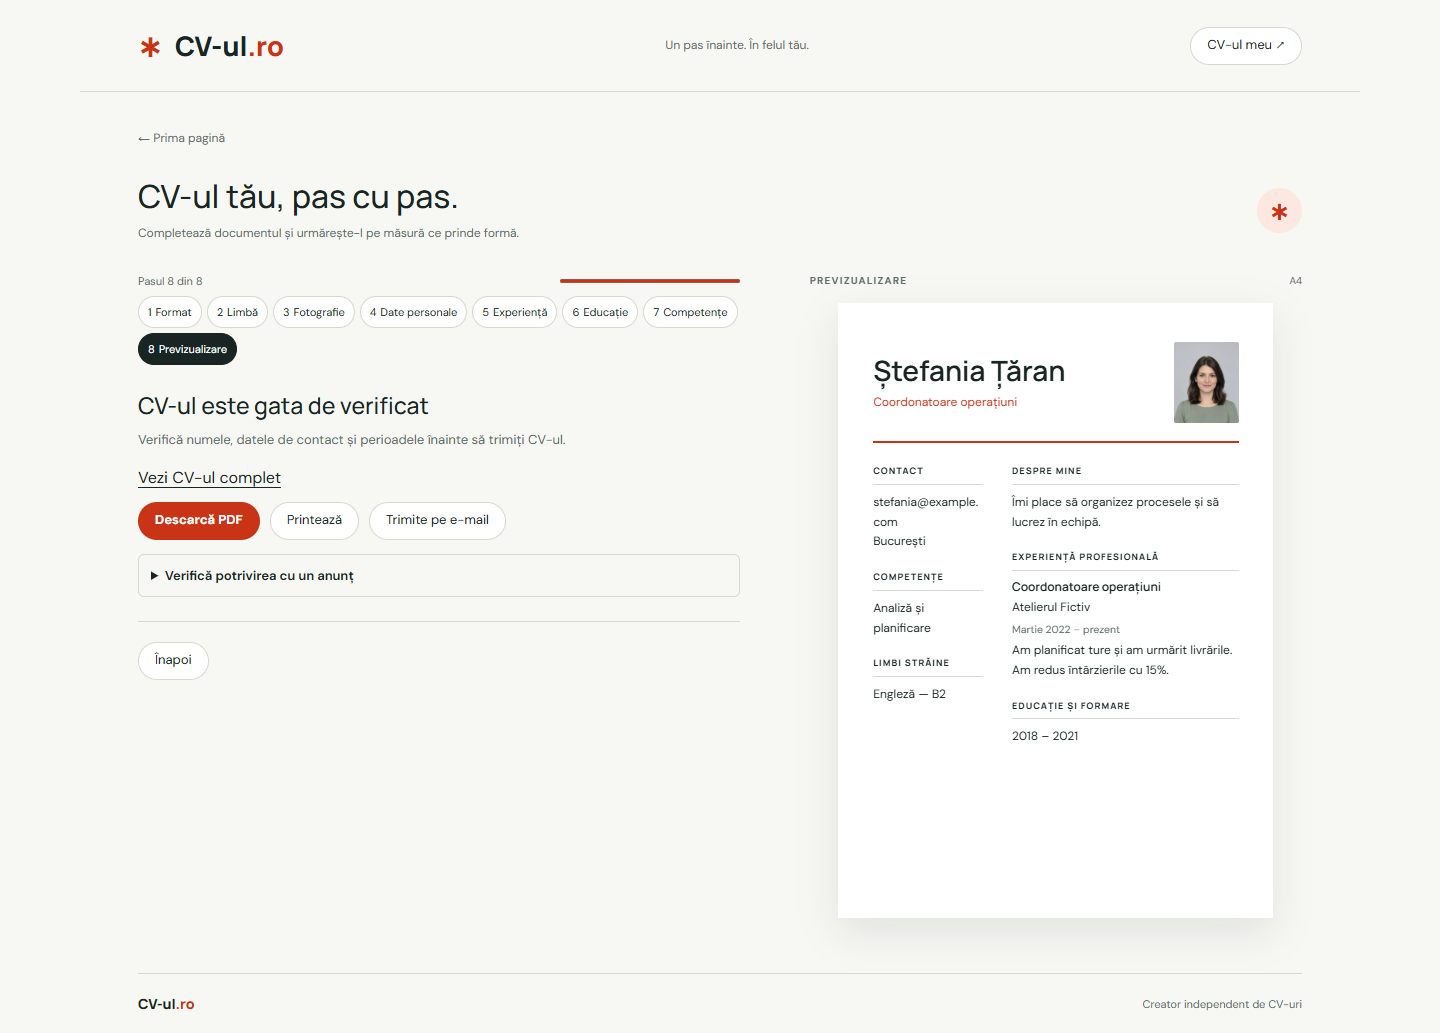 * CV-ul.ro
Un pas înainte. În felul tău.
CV-ul meu ↗
← Prima pagină
CV-ul tău, pas cu pas.
Completează documentul și urmărește-l pe măsură ce prinde formă.
*
Pasul 8 din 8
1 Format
2 Limbă
3 Fotografie
4 Date personale
5 Experiență
6 Educație
7 Competențe
8 Previzualizare
CV-ul este gata de verificat
Verifică numele, datele de contact și perioadele înainte să trimiți CV-ul.
Vezi CV-ul complet
Descarcă PDF
Printează
Trimite pe e-mail
▶ Verifică potrivirea cu un anunț
Înapoi
PREVIZUALIZARE
A4
Ștefania Țăran
Coordonatoare operațiuni
CONTACT
stefania@example.
com
București
COMPETENȚE
Analiză și
planificare
LIMBI STRĂINE
Engleză — B2
DESPRE MINE
Îmi place să organizez procesele și să
lucrez în echipă.
EXPERIENȚĂ PROFESIONALĂ
Coordonatoare operațiuni
Atelierul Fictiv
Martie 2022 – prezent
Am planificat ture și am urmărit livrările.
Am redus întârzierile cu 15%.
EDUCAȚIE ȘI FORMARE
2018 – 2021
CV-ul.ro
Creator independent de CV-uri